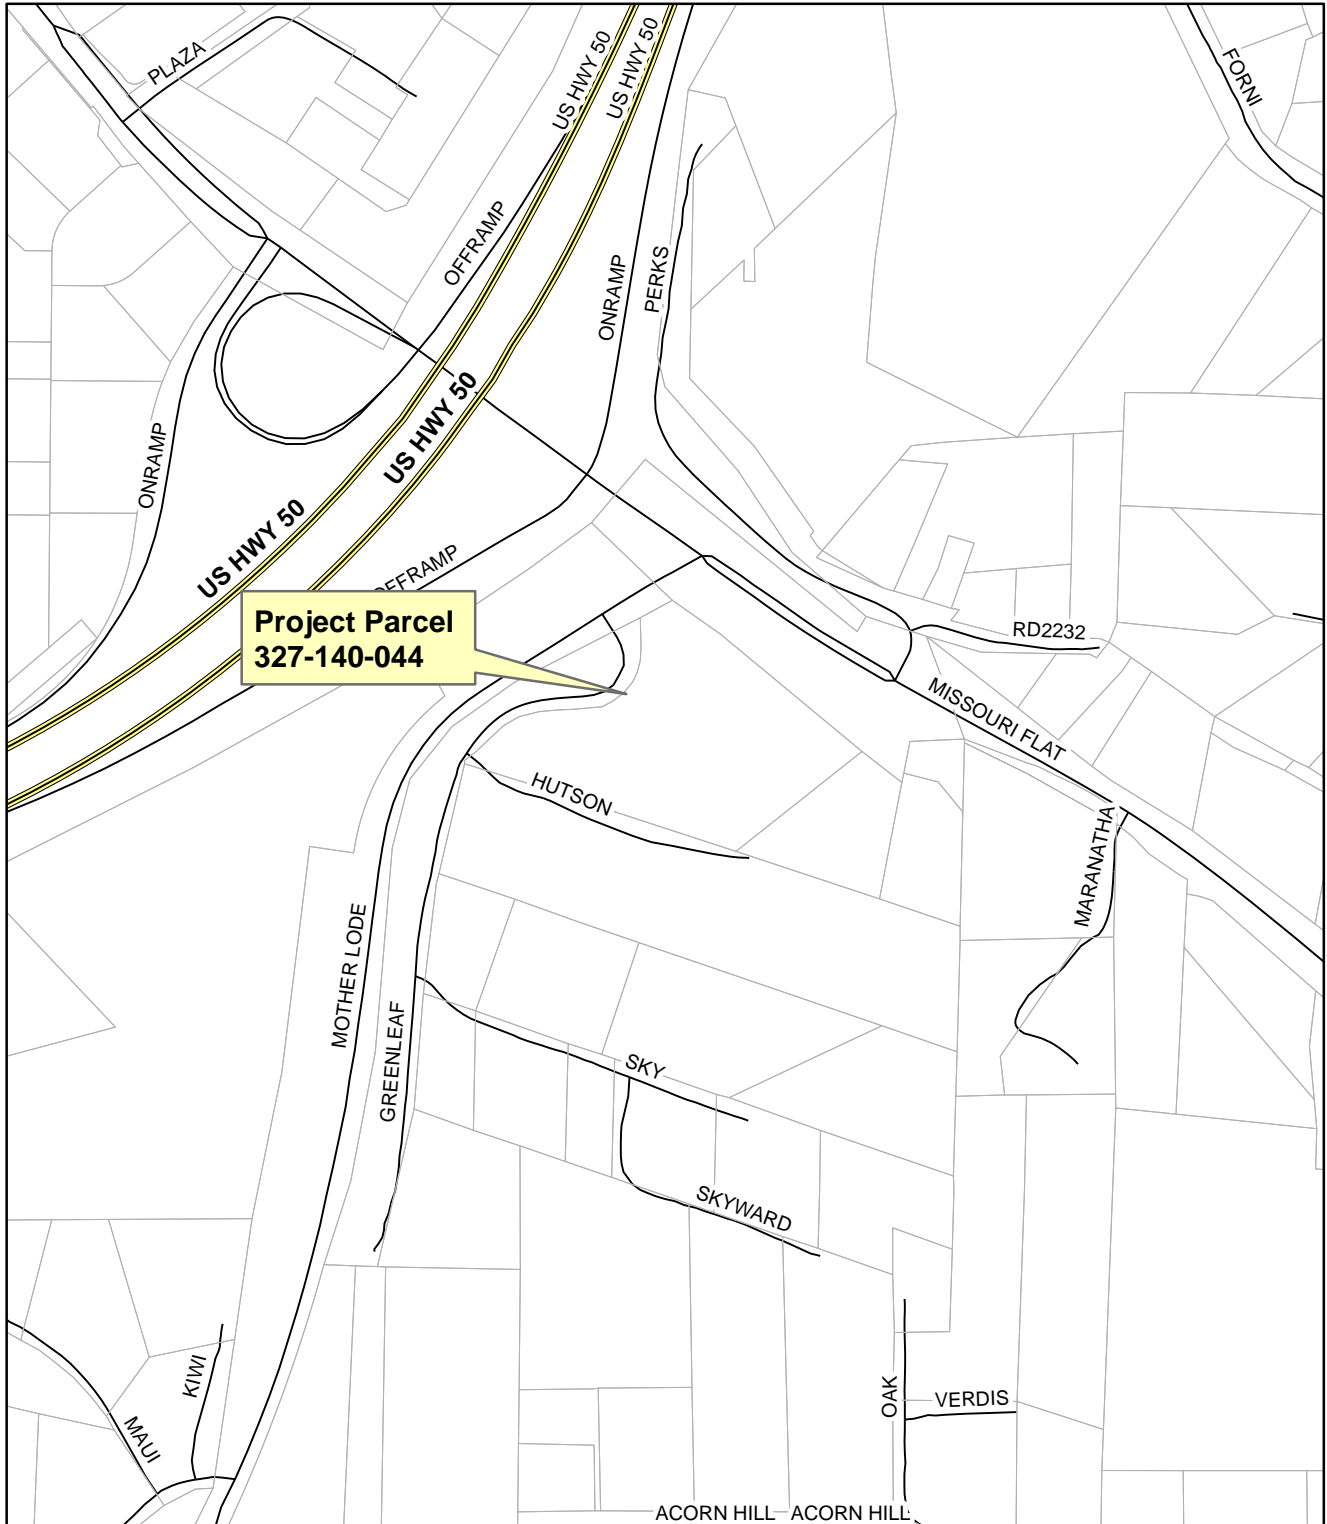 PLAZA
US HWY 50
US HWY 50
FORNI
OFFRAMP
ONRAMP
PERKS
US HWY 50
ONRAMP
US HWY 50
OFFRAMP
Project Parcel
327-140-044
RD2232
MISSOURI FLAT
HUTSON
MARANATHA
MOTHER LODE
GREENLEAF
SKY
SKYWARD
KIWI
MAUI
OAK
VERDIS
ACORN HILL
ACORN HILL